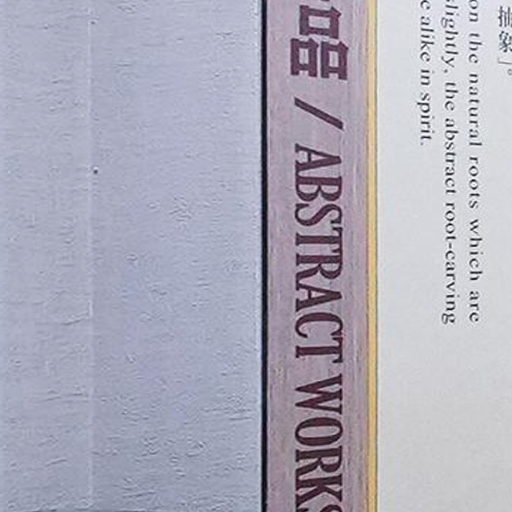 品 / ABSTRACT WORKS
抽象」。
on the natural roots which are
slightly, the abstract root-carving
alike in spirit.